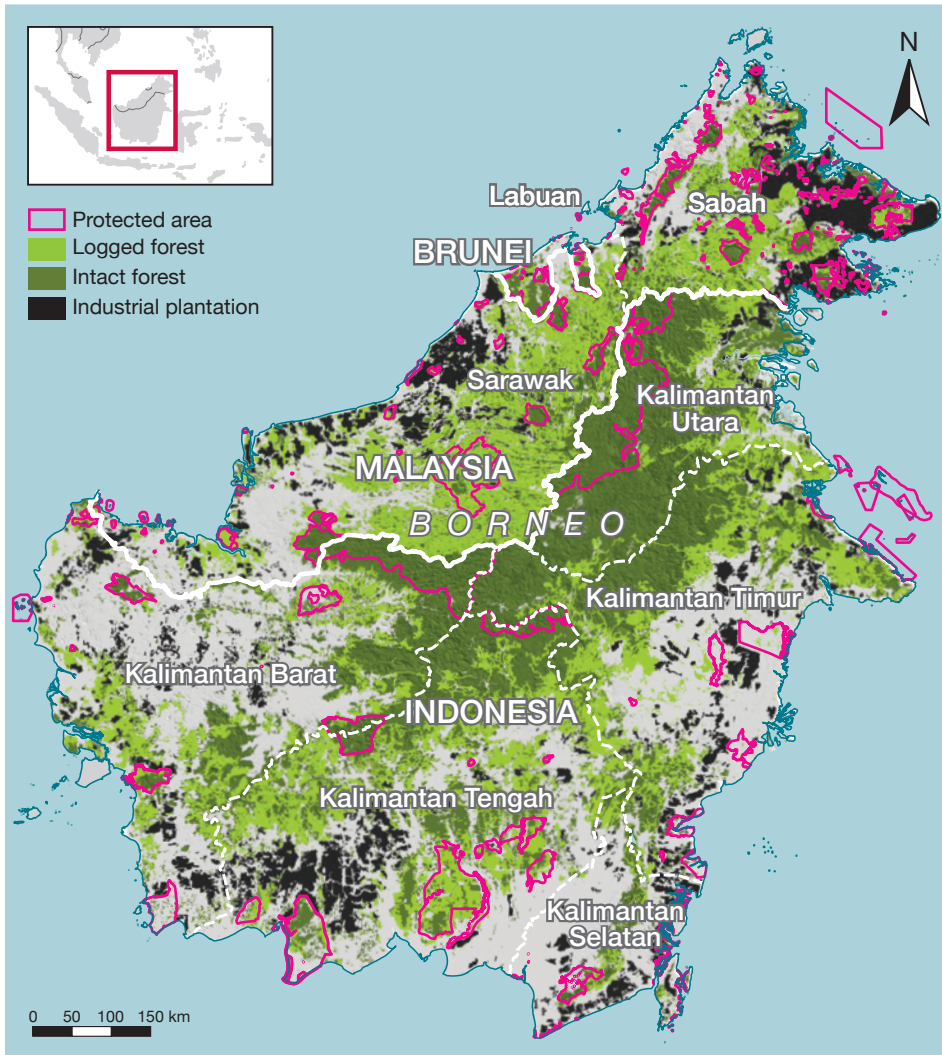 N
Protected area
Logged forest
Intact forest
Industrial plantation
Labuan
Sabah
BRUNEI
Sarawak
Kalimantan
Utara
MALAYSIA
BORNEO
Kalimantan Timur
Kalimantan Barat
INDONESIA
Kalimantan Tengah
Kalimantan
Selatan
0 50 100 150 km